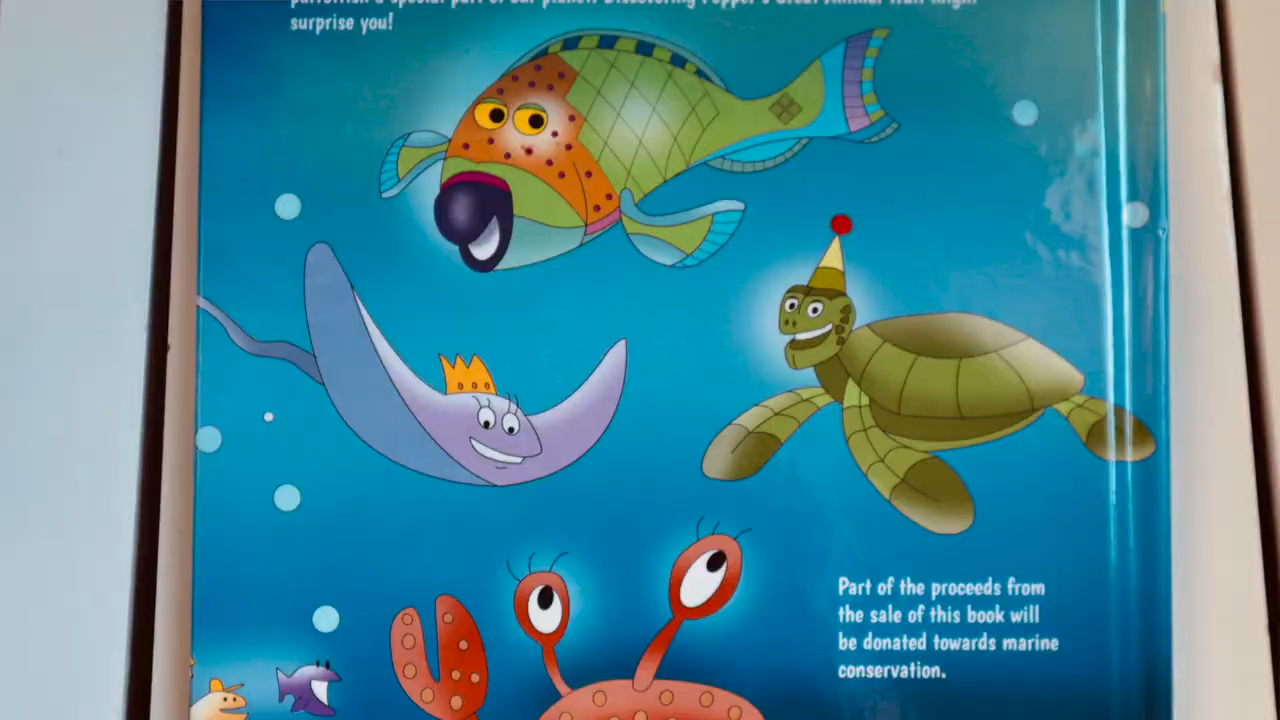 surprise you!
Part of the proceeds from
the sale of this book will
be donated towards marine
conservation.